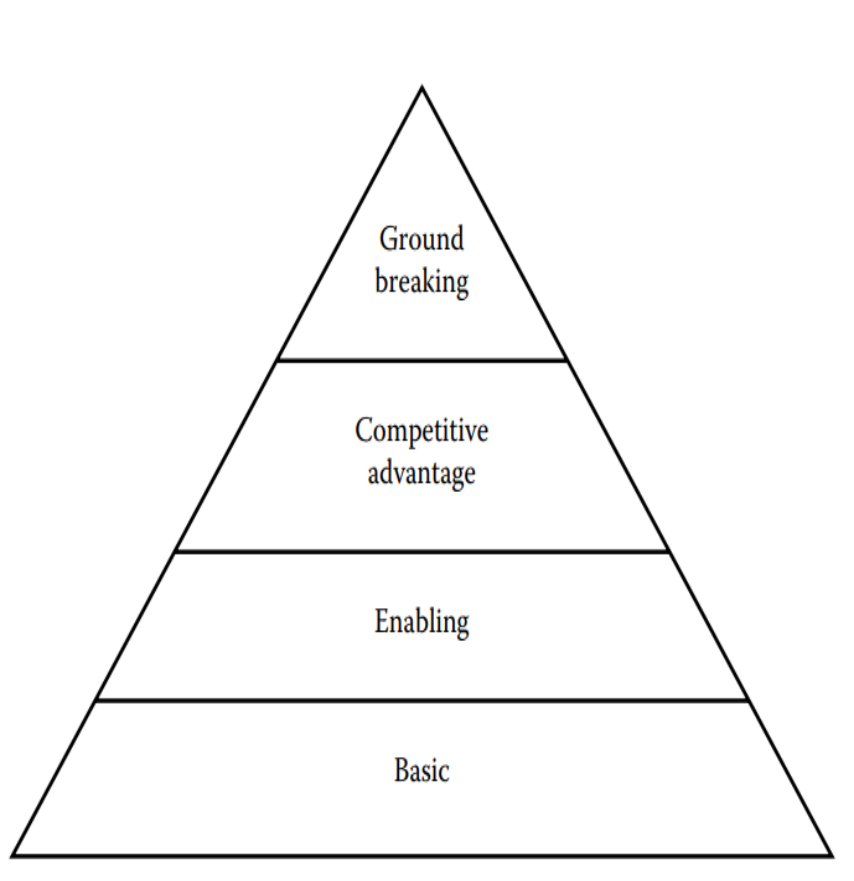 Ground
breaking
Competitive
advantage
Enabling
Basic